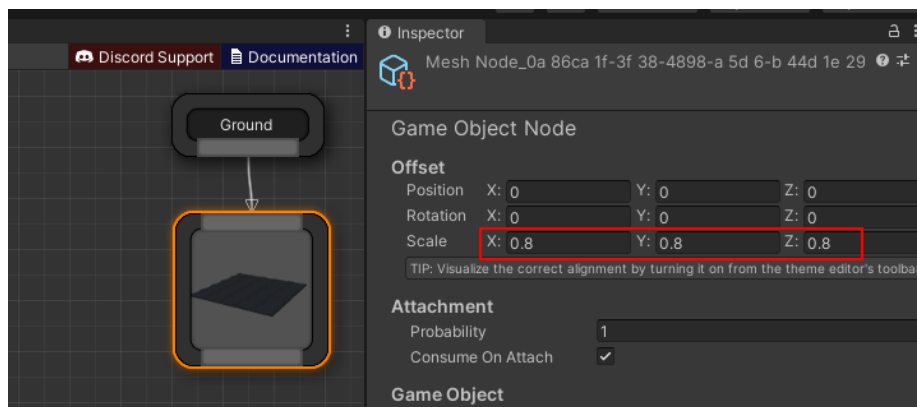 Discord Support Documentation
Ground
Inspector
Mesh Node_0a 86ca 1f-3f 38-4898-a 5d 6-b 44d 1e 29
Game Object Node
Offset
Position X: 0 Y: 0 Z: 0
Rotation X: 0 Y: 0 Z: 0
Scale X: 0.8 Y: 0.8 Z: 0.8
TIP: Visualize the correct alignment by turning it on from the theme editor's
Attachment
Probability 1
Consume On Attach
Game Object